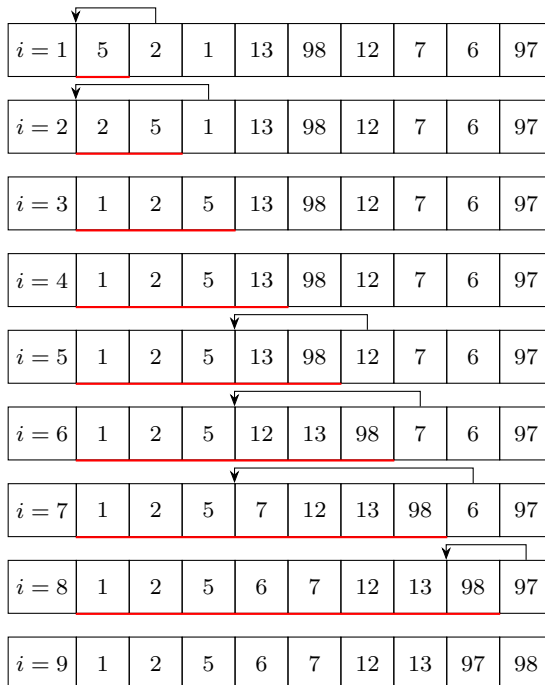 i = 1 5 2 1 13 98 12 7 6 97
i = 2 2 5 1 13 98 12 7 6 97
i = 3 1 2 5 13 98 12 7 6 97
i = 4 1 2 5 13 98 12 7 6 97
i = 5 1 2 5 13 98 12 7 6 97
i = 6 1 2 5 12 13 98 7 6 97
i = 7 1 2 5 7 12 13 98 6 97
i = 8 1 2 5 6 7 12 13 98 97
i = 9 1 2 5 6 7 12 13 97 98